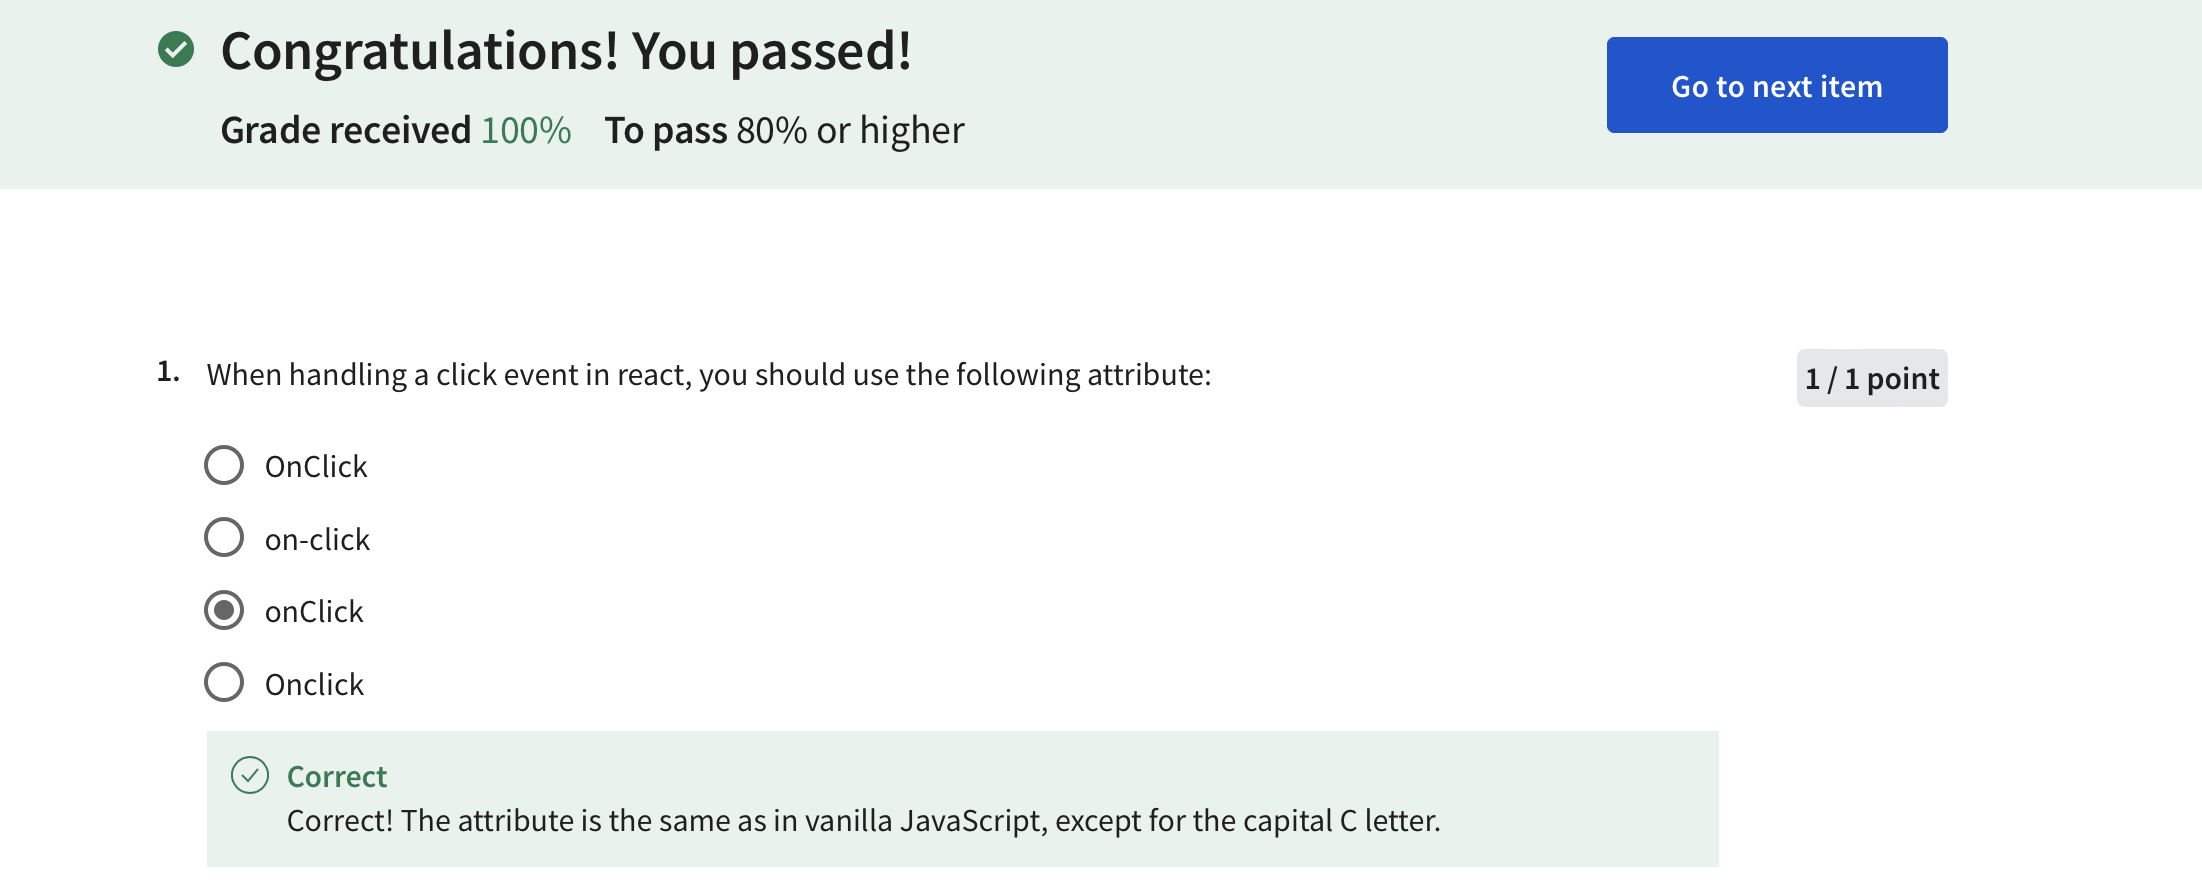 Congratulations! You passed!
Go to next item
Grade received 100% To pass 80% or higher
1. When handling a click event in react, you should use the following attribute:
1 / 1 point
OnClick
on-click
onClick
Onclick
Correct
Correct! The attribute is the same as in vanilla JavaScript, except for the capital C letter.